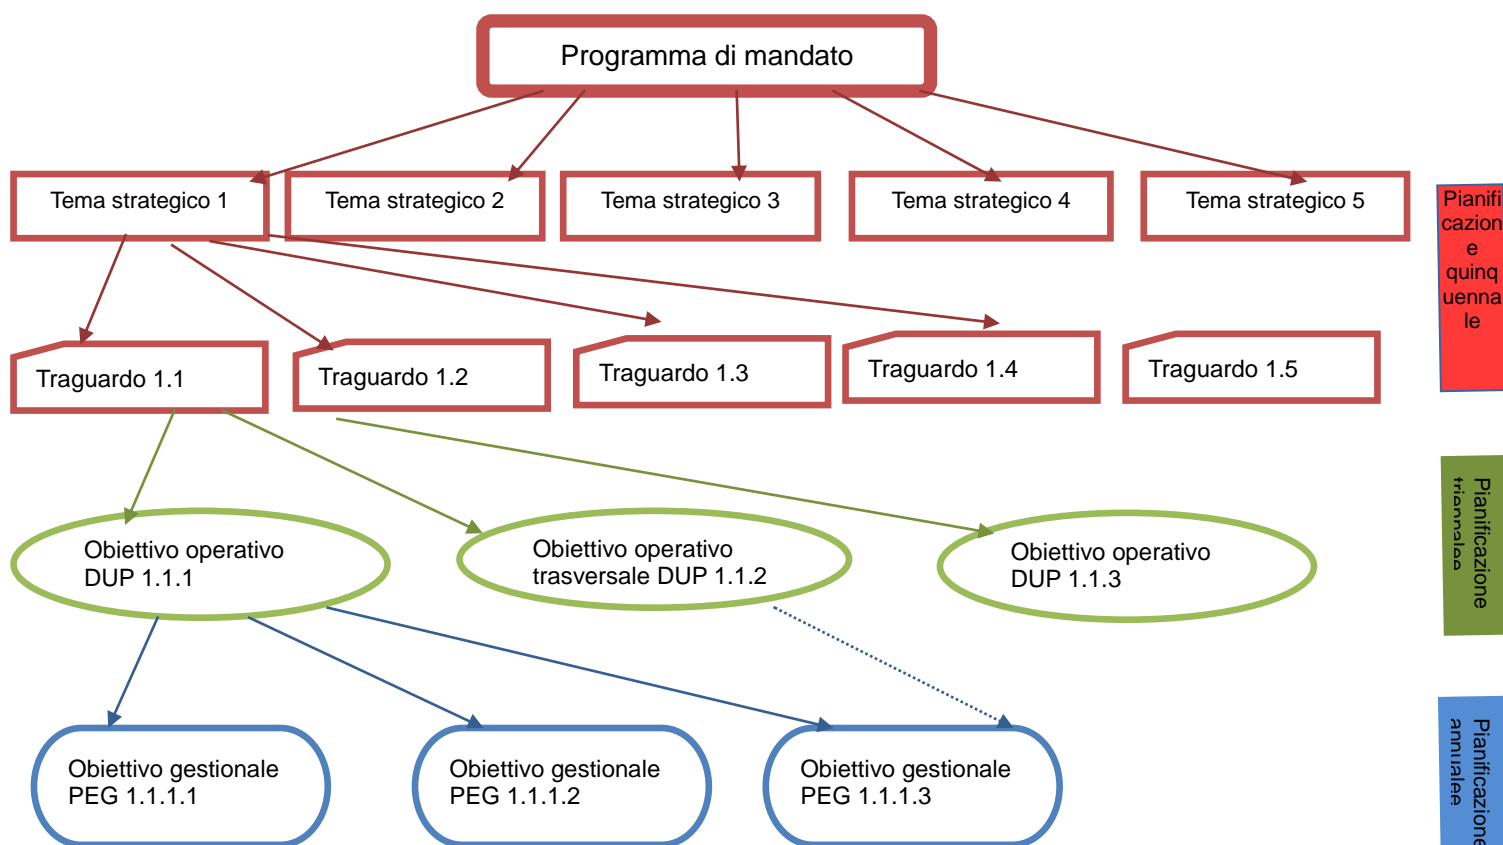 Programma di mandato
Tema strategico 1
Tema strategico 2
Tema strategico 3
Tema strategico 4
Tema strategico 5
Pianifi
cazion
e
quinq
uenna
le
Traguardo 1.1
Traguardo 1.2
Traguardo 1.3
Traguardo 1.4
Traguardo 1.5
Pianificazione
triennalee
Obiettivo operativo
DUP 1.1.1
Obiettivo operativo
trasversale DUP 1.1.2
Obiettivo operativo
DUP 1.1.3
Pianificazione
annualee
Obiettivo gestionale
PEG 1.1.1.1
Obiettivo gestionale
PEG 1.1.1.2
Obiettivo gestionale
PEG 1.1.1.3